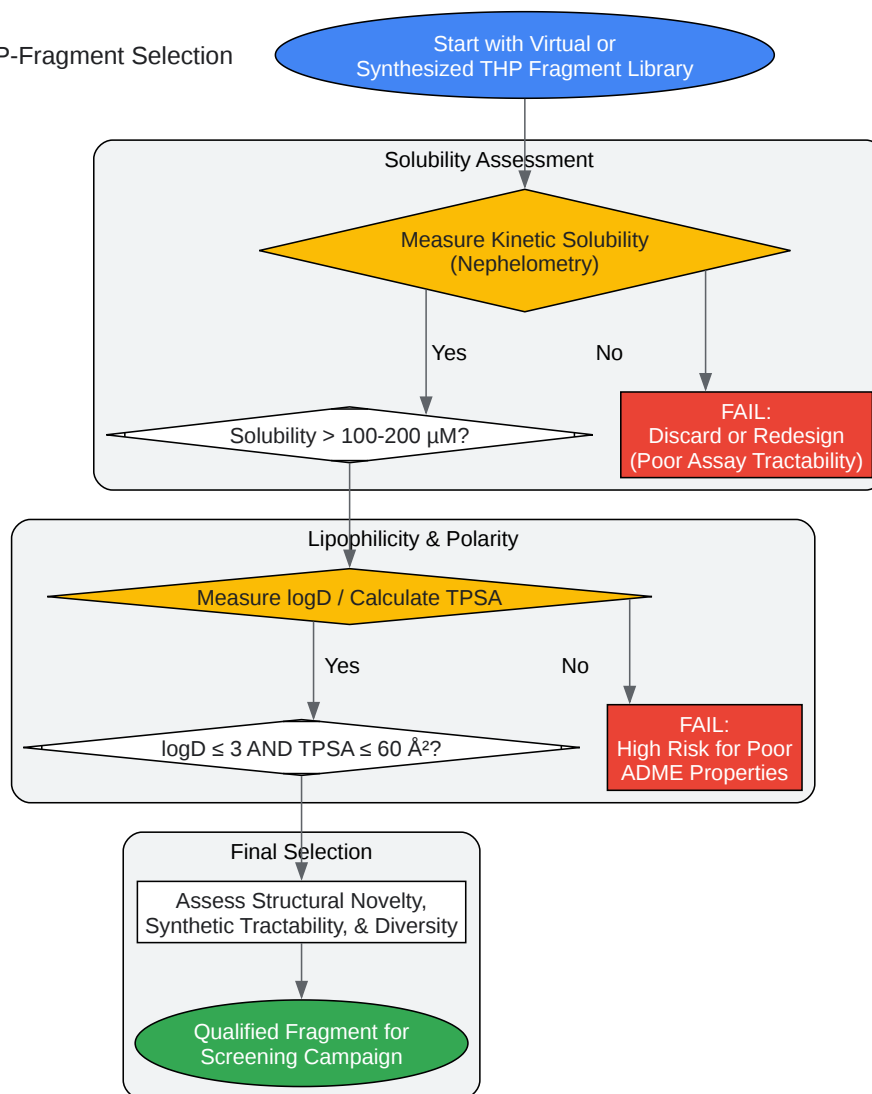 P-Fragment Selection
Start with Virtual or
Synthesized THP Fragment Library
Solubility Assessment
Measure Kinetic Solubility
(Nephelometry)
Yes
No
Solubility > 100-200 µM?
FAIL:
Discard or Redesign
(Poor Assay Tractability)
Lipophilicity & Polarity
Measure logD / Calculate TPSA
Yes
No
logD ≤ 3 AND TPSA ≤ 60 Å²?
FAIL:
High Risk for Poor
ADME Properties
Final Selection
Assess Structural Novelty,
Synthetic Tractability, & Diversity
Qualified Fragment for
Screening Campaign